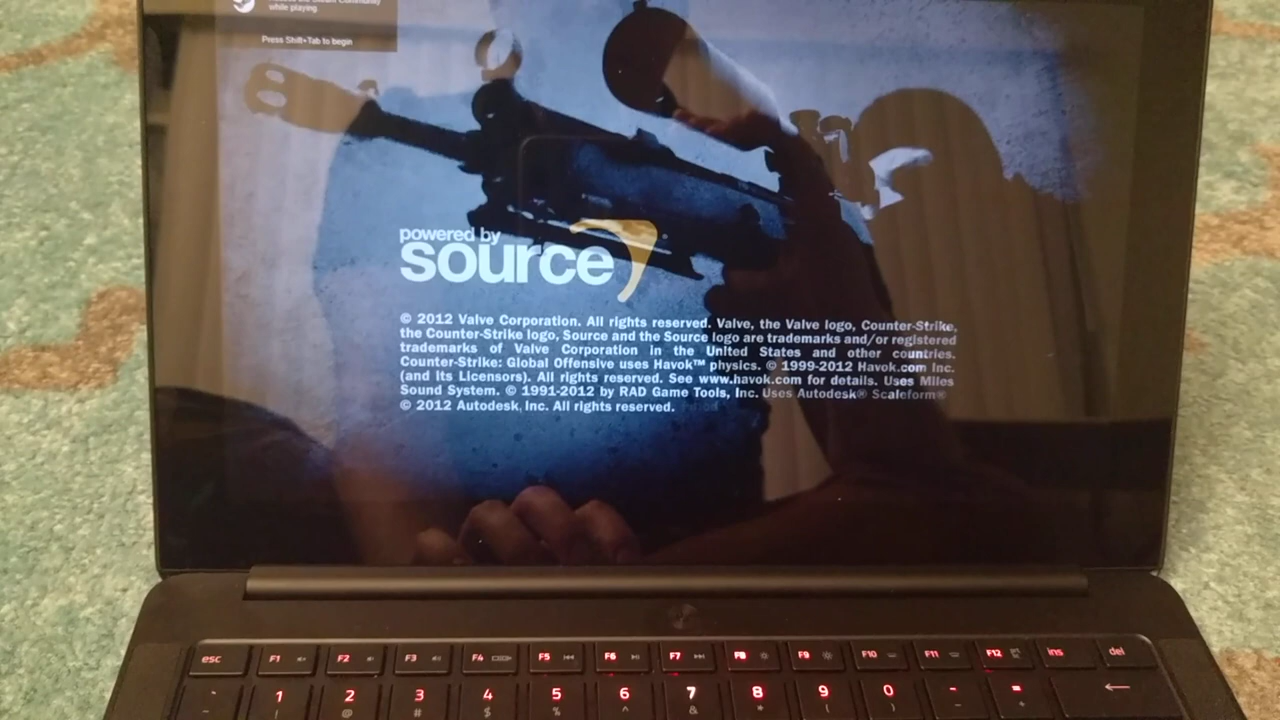 while playing
Press Shift+Tab to begin
powered by
source
© 2012 Valve Corporation. All rights reserved. Valve, the Valve logo, Counter-Strike,
the Counter-Strike logo, Source and the Source logo are trademarks and/or registered
trademarks of Valve Corporation in the United States and other countries.
Counter-Strike: Global Offensive uses Havok™ physics. © 1999-2012 Havok.com Inc.
(and Its Licensors). All rights reserved. See www.havok.com for details. Uses Miles
Sound System. © 1991-2012 by RAD Game Tools, Inc. Uses Autodesk® Scaleform®
© 2012 Autodesk, Inc. All rights reserved.
esc F1 F2 F3 F4 F5 F6 F7 F8 F9 F10 F11 F12 ins del
` 1 2 3 4 5 6 7 8 9 0 - =
~ ! @ # $ % ^ & * ( ) _ +